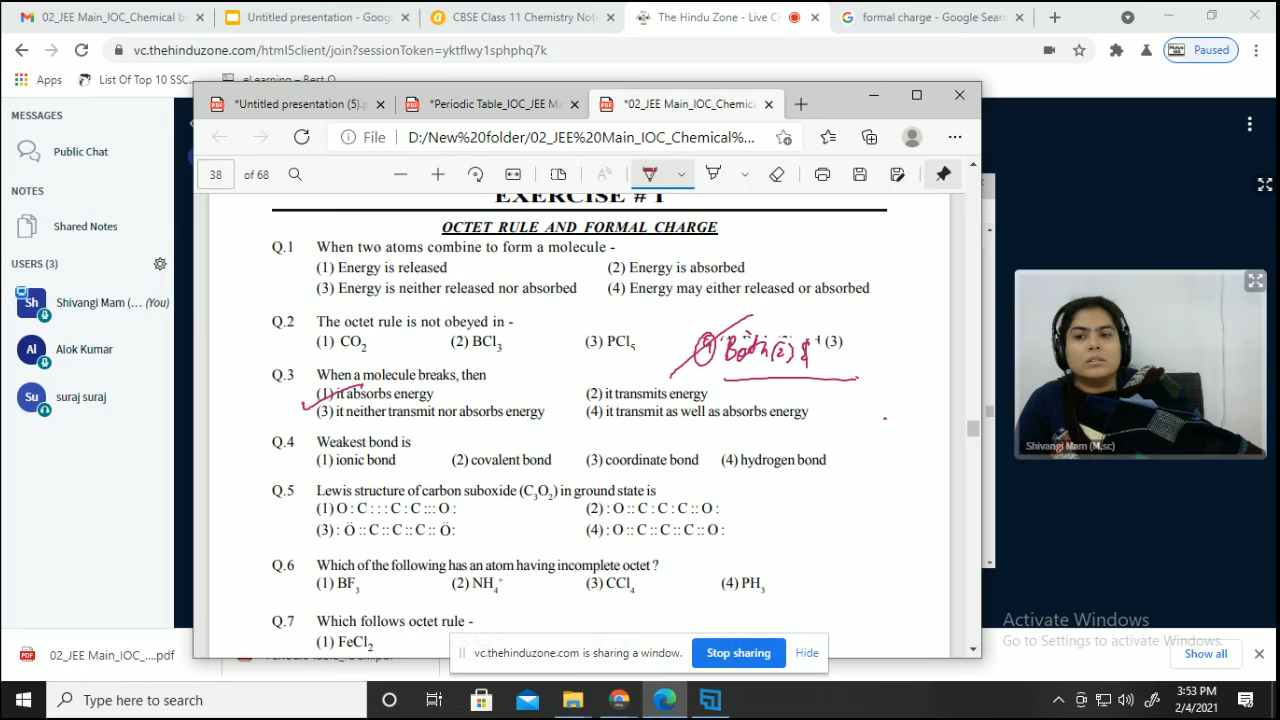 02_JEE Main_IOC_Chemical b
Untitled presentation - Goog
CBSE Class 11 Chemistry Note
The Hindu Zone - Live C
formal charge - Google Sear
vc.thehinduzone.com/html5client/join?sessionToken=yktflwy1sphphq7k
Paused
Apps
List Of Top 10 SSC...
eLearning – Best O
*Untitled presentation (5).p
*Periodic Table_IOC_JEE M
*02_JEE Main_IOC_Chemica
File
D:/New%20folder/02_JEE%20Main_IOC_Chemical%...
38 of 68
MESSAGES
Public Chat
NOTES
Shared Notes
USERS (3)
Sh Shivangi Mam (... (You)
Al Alok Kumar
su suraj suraj
EXERCISE # 1
OCTET RULE AND FORMAL CHARGE
Q.1 When two atoms combine to form a molecule -
(1) Energy is released (2) Energy is absorbed
(3) Energy is neither released nor absorbed (4) Energy may either released or absorbed
Q.2 The octet rule is not obeyed in -
(1) CO2 (2) BCl3 (3) PCl5 (4) Both (2) & d (3)
Q.3 When a molecule breaks, then
(1) it absorbs energy (2) it transmits energy
(3) it neither transmit nor absorbs energy (4) it transmit as well as absorbs energy
Q.4 Weakest bond is
(1) ionic bond (2) covalent bond (3) coordinate bond (4) hydrogen bond
Q.5 Lewis structure of carbon suboxide (C3O2) in ground state is
(1) O : C : : : C : C : : : O : (2) : O :: C : C : C :: O :
(3) : Ö :: C :: C :: C :: Ö: (4) : O :: C :: C :: C :: O :
Q.6 Which of the following has an atom having incomplete octet ?
(1) BF3 (2) NH4+ (3) CCl4 (4) PH3
Q.7 Which follows octet rule -
(1) FeCl2
Shivangi Mam (M.sc)
vc.thehinduzone.com is sharing a window.
Stop sharing
Hide
Activate Windows
Go to Settings to activate Windows.
02_JEE Main_IOC_....pdf
Show all
Type here to search
3:53 PM
2/4/2021